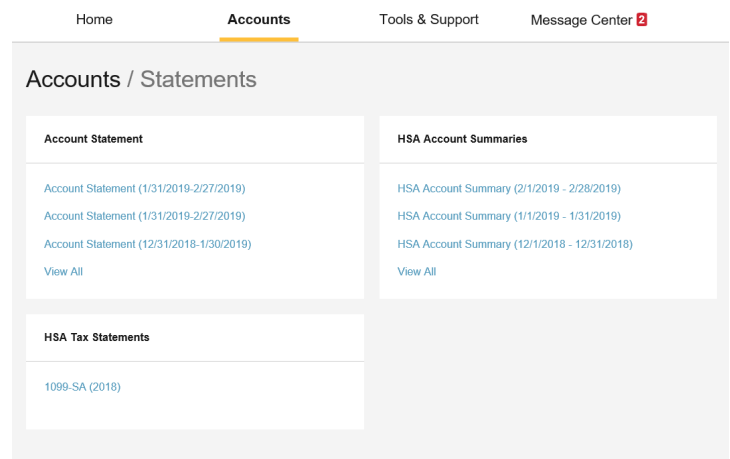 Home Accounts Tools & Support Message Center 2
Accounts / Statements
Account Statement
Account Statement (1/31/2019-2/27/2019)
Account Statement (1/31/2019-2/27/2019)
Account Statement (12/31/2018-1/30/2019)
View All
HSA Account Summaries
HSA Account Summary (2/1/2019 - 2/28/2019)
HSA Account Summary (1/1/2019 - 1/31/2019)
HSA Account Summary (12/1/2018 - 12/31/2018)
View All
HSA Tax Statements
1099-SA (2018)